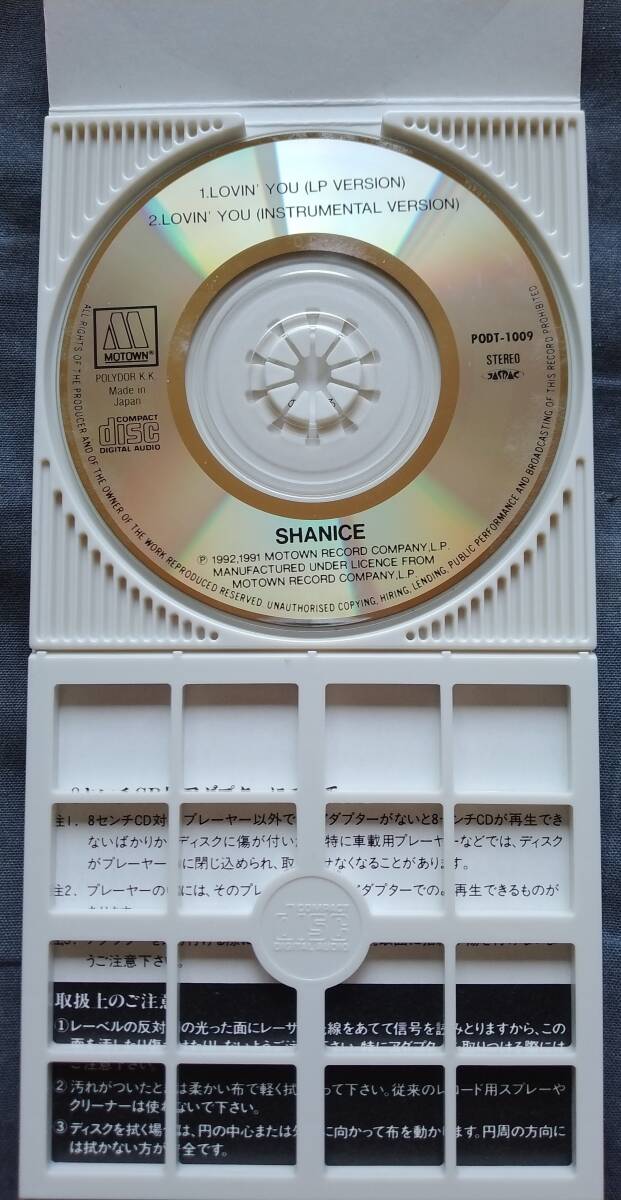 1.LOVIN' YOU (LP VERSION)
2.LOVIN' YOU (INSTRUMENTAL VERSION)
MOTOWN®
POLYDOR K.K.
Made in
Japan
COMPACT
disc
DIGITAL AUDIO
PODT-1009
STEREO
JASRAC
SHANICE
Ⓟ 1992,1991 MOTOWN RECORD COMPANY,L.P.
MANUFACTURED UNDER LICENCE FROM
MOTOWN RECORD COMPANY,L.P.
ALL RIGHTS OF THE PRODUCER AND OF THE OWNER OF THE WORK REPRODUCED RESERVED. UNAUTHORISED COPYING, HIRING, LENDING, PUBLIC PERFORMANCE AND BROADCASTING OF THIS RECORD PROHIBITED
注1. 8センチCD対 プレーヤー以外で アダプターがないと8センチCDが再生でき
ないばかりか ディスクに傷が付い 特に車載用プレーヤーなどでは、ディスク
がプレーヤー に閉じ込められ、取 せなくなることがあります。
注2. プレーヤーの には、そのプレ アダプターでの 再生できるものが
COMPACT
disc
DIGITAL AUDIO
うご注意下さい。
取扱上のご注意
①レーベルの反対 の光った面にレーザ 線をあてて信号を読みとりますから、この
②汚れがついたと は柔かい布で軽く拭 って下さい。従来のレコード用スプレーや
クリーナーは使 ないで下さい。
③ディスクを拭く場 は、円の中心または に向かって布を動か ます。円周の方向に
は拭かない方が 全です。